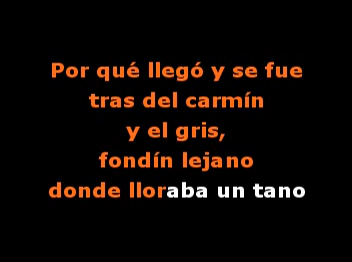 Por qué llegó y se fue
tras del carmín
y el gris,
fondín lejano
donde lloraba un tano